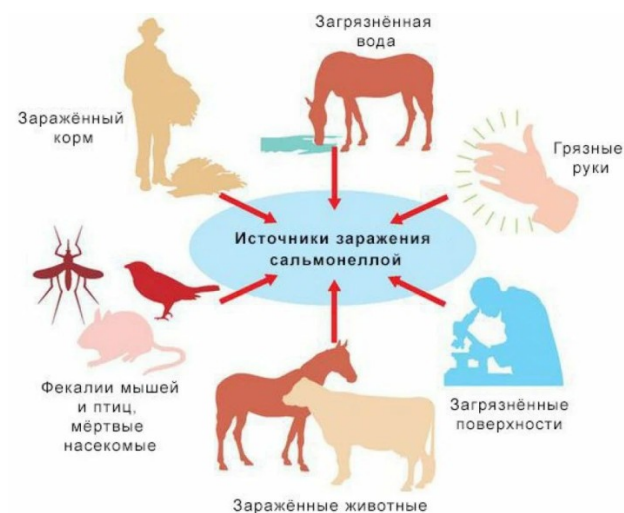 Загрязнённая
вода
Заражённый
корм
Грязные
руки
Источники заражения
сальмонеллой
Фекалии мышей
и птиц,
мёртвые
насекомые
Загрязнённые
поверхности
Заражённые животные